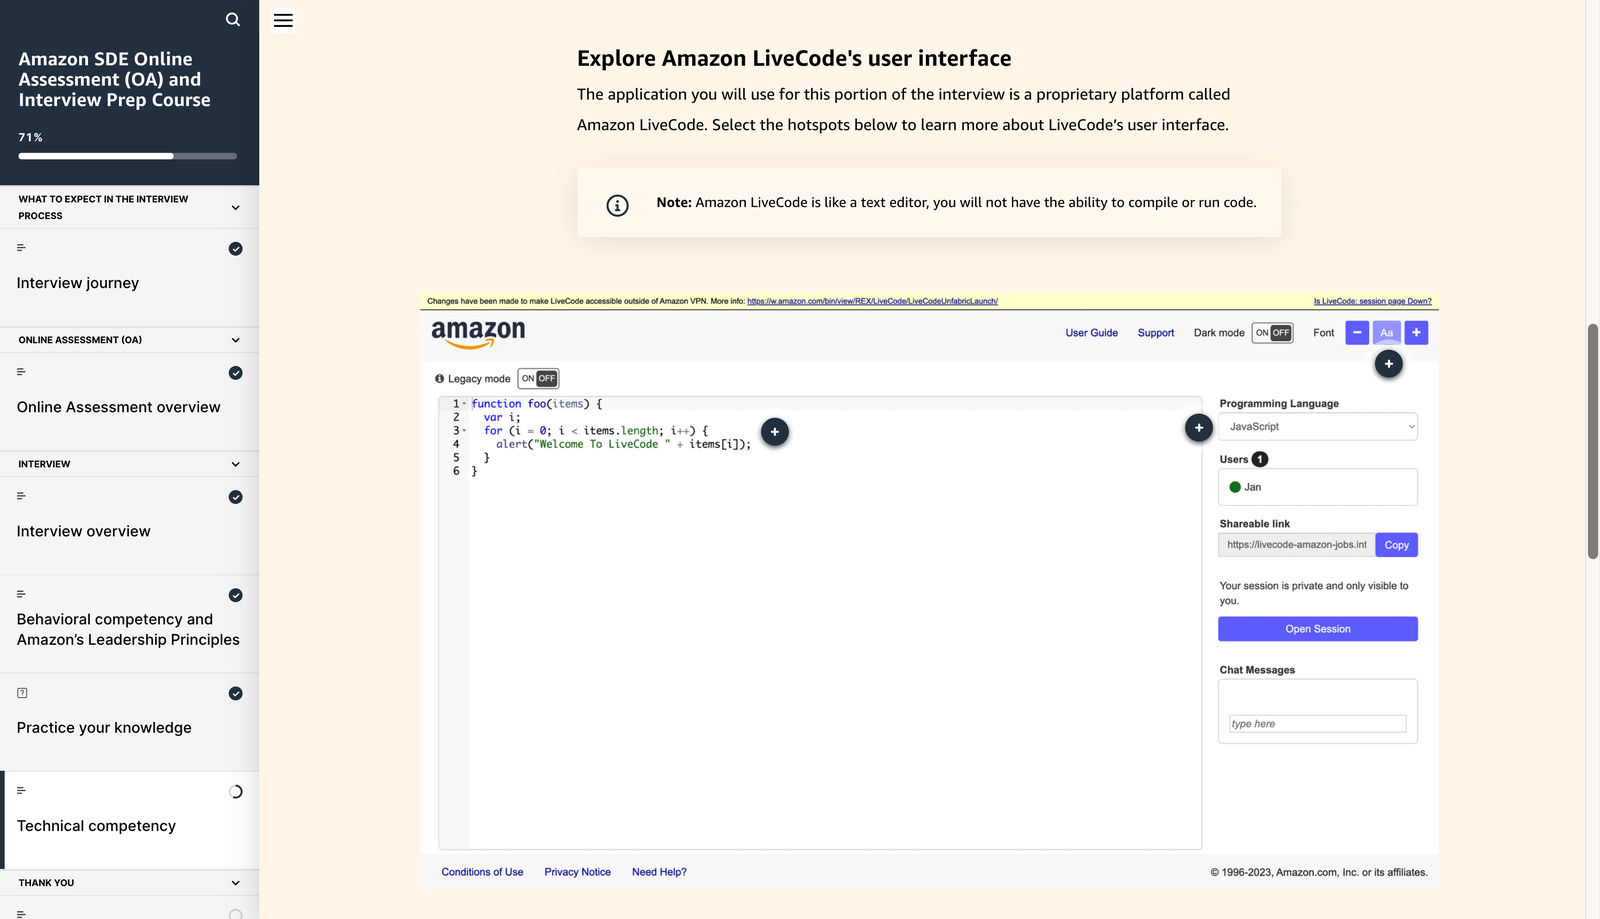 Amazon SDE Online
Assessment (OA) and
Interview Prep Course
71%
WHAT TO EXPECT IN THE INTERVIEW
PROCESS
Interview journey
ONLINE ASSESSMENT (OA)
Online Assessment overview
INTERVIEW
Interview overview
Behavioral competency and
Amazon's Leadership Principles
Practice your knowledge
Technical competency
THANK YOU
Explore Amazon LiveCode's user interface
The application you will use for this portion of the interview is a proprietary platform called
Amazon LiveCode. Select the hotspots below to learn more about LiveCode's user interface.
Note: Amazon LiveCode is like a text editor, you will not have the ability to compile or run code.
Changes have been made to make LiveCode accessible outside of Amazon VPN. More info: https://w.amazon.com/bin/view/REX/LiveCode/LiveCodeUnfabricLaunch/
Is LiveCode: session page Down?
amazon
User Guide Support Dark mode ON OFF Font - Aa +
Legacy mode ON OFF
1 function foo(items) {
2 var i;
3 for (i = 0; i < items.length; i++) {
4 alert("Welcome To LiveCode " + items[i]);
5 }
6 }
Programming Language
JavaScript
Users 1
Jan
Shareable link
https://livecode-amazon-jobs.int Copy
Your session is private and only visible to
you.
Open Session
Chat Messages
type here
Conditions of Use Privacy Notice Need Help?
© 1996-2023, Amazon.com, Inc. or its affiliates.